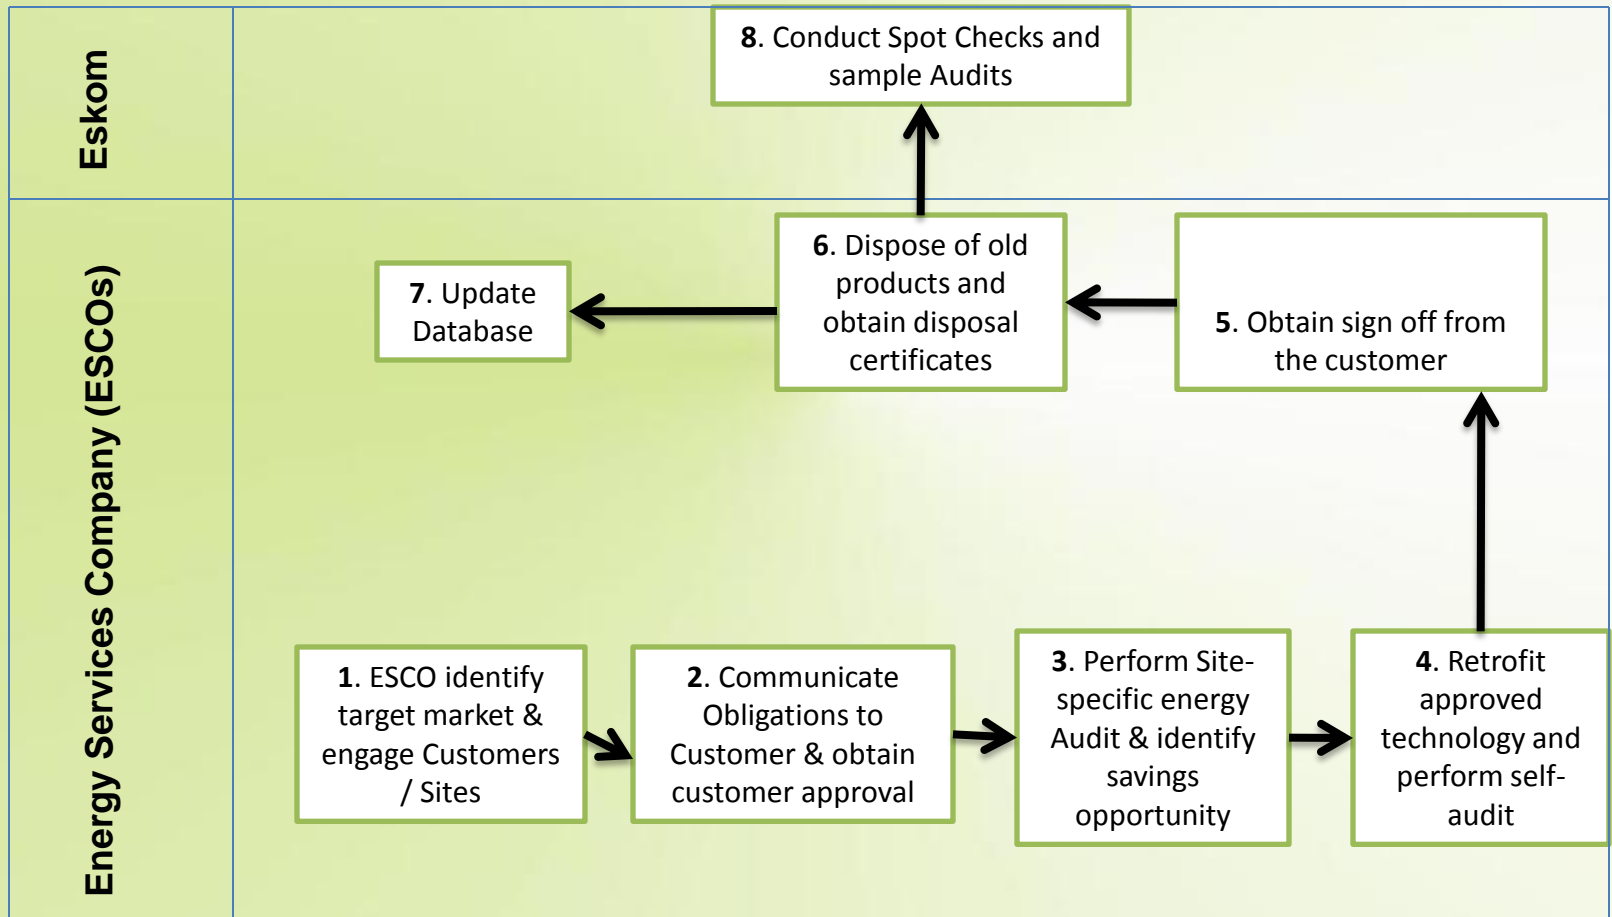 Eskom
8. Conduct Spot Checks and
sample Audits
Energy Services Company (ESCOs)
7. Update
Database
6. Dispose of old
products and
obtain disposal
certificates
5. Obtain sign off from
the customer
1. ESCO identify
target market &
engage Customers
/ Sites
2. Communicate
Obligations to
Customer & obtain
customer approval
3. Perform Site-
specific energy
Audit & identify
savings
opportunity
4. Retrofit
approved
technology and
perform self-
audit